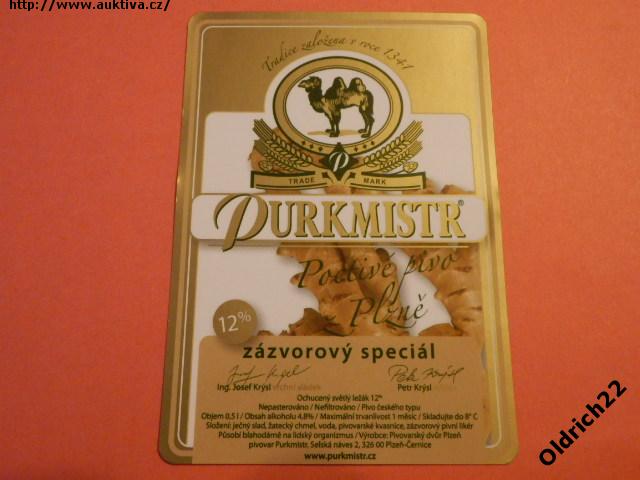 http://www.auktiva.cz/
Tradice založena v roce 1341
P
TRADE MARK
PURKMISTR®
Poctivé pivo
z Plzně
12%
zázvorový speciál
Ing. Josef Krýsl vrchní sládek
Petr Krýsl
Ochucený světlý ležák 12%
Nepasterováno / Nefiltrováno / Pivo českého typu
Objem 0,5 l / Obsah alkoholu 4,8% / Maximální trvanlivost 1 měsíc / Skladujte do 8° C
Složení: ječný slad, žatecký chmel, voda, pivovarské kvasnice, zázvorový pivní likér
Působí blahodárně na lidský organizmus / Výrobce: Pivovarský dvůr Plzeň
pivovar Purkmistr, Selská náves 2, 326 00 Plzeň-Černice
www.purkmistr.cz
Oldrich22